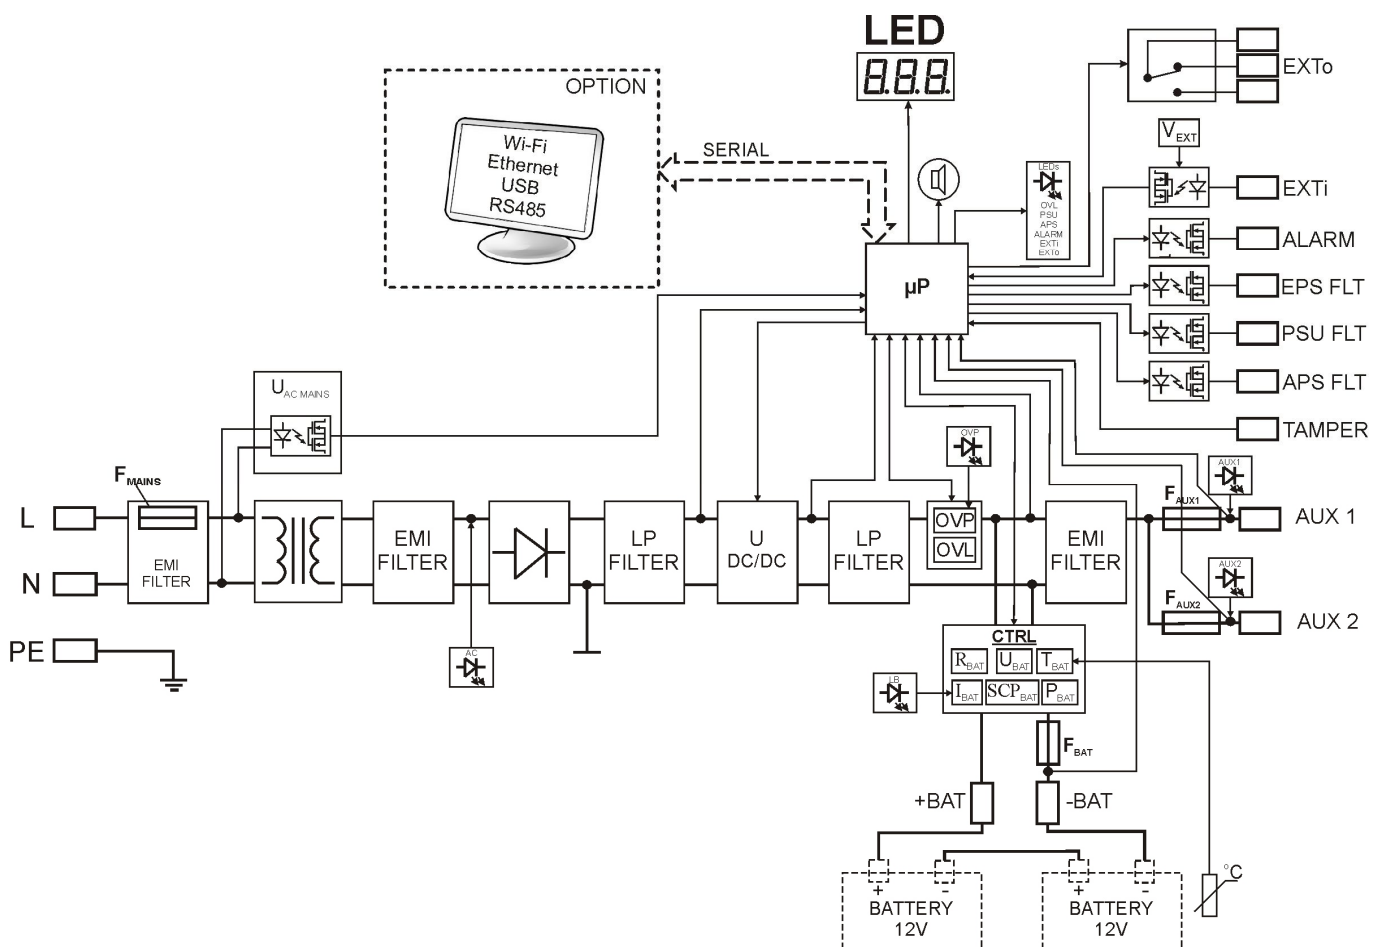 LED
8.8.8.
OPTION
Wi-Fi
Ethernet
USB
RS485
SERIAL
EXTo
VEXT
EXTi
LEDs
OVL
PSU
APS
ALARM
EXTi
EXTo
ALARM
µP
EPS FLT
PSU FLT
APS FLT
TAMPER
UAC MAINS
FMAINS
OVP
AUX1
FAUX1
L
EMI
FILTER
EMI
FILTER
LP
FILTER
U
DC/DC
LP
FILTER
OVP
OVL
EMI
FILTER
AUX 1
N
AUX2
FAUX2
AUX 2
PE
AC
CTRL
RBAT
UBAT
TBAT
LB
IBAT
SCPBAT
PBAT
FBAT
+BAT
-BAT
°C
+
-
+
-
BATTERY
12V
BATTERY
12V